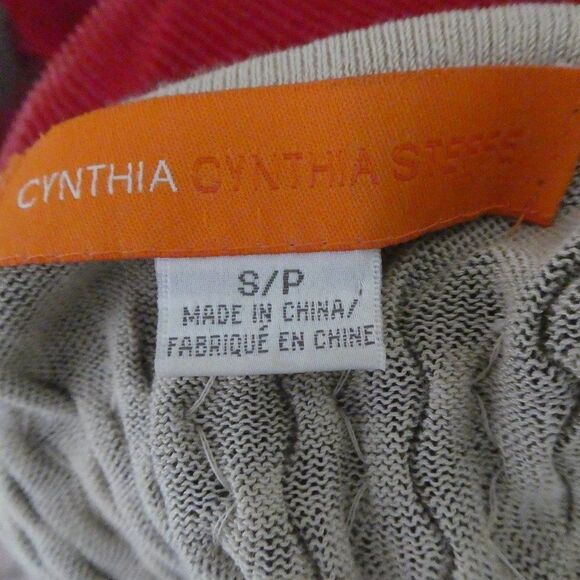 CYNTHIA CYNTHIA STEFFE
S/P
MADE IN CHINA/
FABRIQUÉ EN CHINE